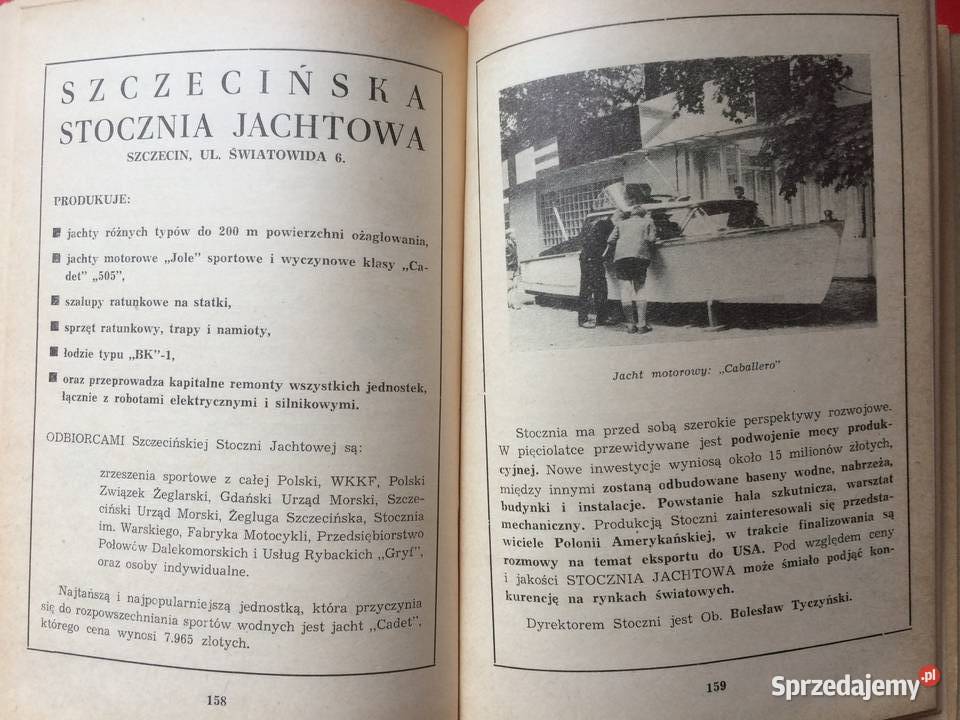 SZCZECIŃSKA
STOCZNIA JACHTOWA
SZCZECIN, UL. ŚWIATOWIDA 6.
PRODUKUJE:
jachty różnych typów do 200 m powierzchni ożaglowania,
jachty motorowe „Jole" sportowe i wyczynowe klasy „Ca-
det" „505",
szalupy ratunkowe na statki,
sprzęt ratunkowy, trapy i namioty,
łodzie typu „BK"-1,
oraz przeprowadza kapitalne remonty wszystkich jednostek,
łącznie z robotami elektrycznymi i silnikowymi.
ODBIORCAMI Szczecińskiej Stoczni Jachtowej są:
zrzeszenia sportowe z całej Polski, WKKF, Polski
Związek Żeglarski, Gdański Urząd Morski, Szcze-
ciński Urząd Morski, Żegluga Szczecińska, Stocznia
im. Warskiego, Fabryka Motocykli, Przedsiębiorstwo
Połowów Dalekomorskich i Usług Rybackich „Gryf",
oraz osoby indywidualne.
Najtańszą i najpopularniejszą jednostką, która przyczynia
się do rozpowszechniania sportów wodnych jest jacht „Cadet",
którego cena wynosi 7.965 złotych.
158
Jacht motorowy: „Caballero"
Stocznia ma przed sobą szerokie perspektywy rozwojowe.
W pięciolatce przewidywane jest podwojenie mocy produk-
cyjnej. Nowe inwestycje wyniosą około 15 milionów złotych,
między innymi zostaną odbudowane baseny wodne, nabrzeża,
budynki i instalacje. Powstanie hala szkutnicza, warsztat
mechaniczny. Produkcją Stoczni zainteresowali się przedsta-
wiciele Polonii Amerykańskiej, w trakcie finalizowania są
rozmowy na temat eksportu do USA. Pod względem ceny
i jakości STOCZNIA JACHTOWA może śmiało podjąć kon-
kurencję na rynkach światowych.
Dyrektorem Stoczni jest Ob. Bolesław Tyczyński.
159
Sprzedajemy.pl